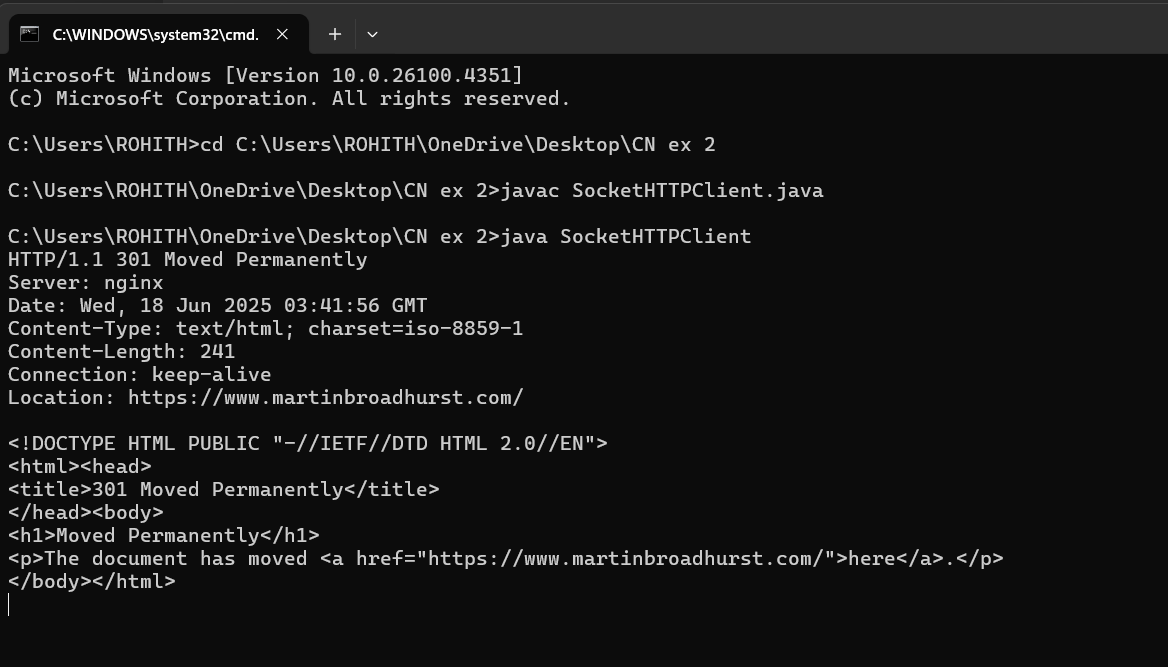 C:\WINDOWS\system32\cmd.
Microsoft Windows [Version 10.0.26100.4351]
(c) Microsoft Corporation. All rights reserved.
C:\Users\ROHITH>cd C:\Users\ROHITH\OneDrive\Desktop\CN ex 2
C:\Users\ROHITH\OneDrive\Desktop\CN ex 2>javac SocketHTTPClient.java
C:\Users\ROHITH\OneDrive\Desktop\CN ex 2>java SocketHTTPClient
HTTP/1.1 301 Moved Permanently
Server: nginx
Date: Wed, 18 Jun 2025 03:41:56 GMT
Content-Type: text/html; charset=iso-8859-1
Content-Length: 241
Connection: keep-alive
Location: https://www.martinbroadhurst.com/
<!DOCTYPE HTML PUBLIC "-//IETF//DTD HTML 2.0//EN">
<html><head>
<title>301 Moved Permanently</title>
</head><body>
<h1>Moved Permanently</h1>
<p>The document has moved <a href="https://www.martinbroadhurst.com/">here</a>.</p>
</body></html>